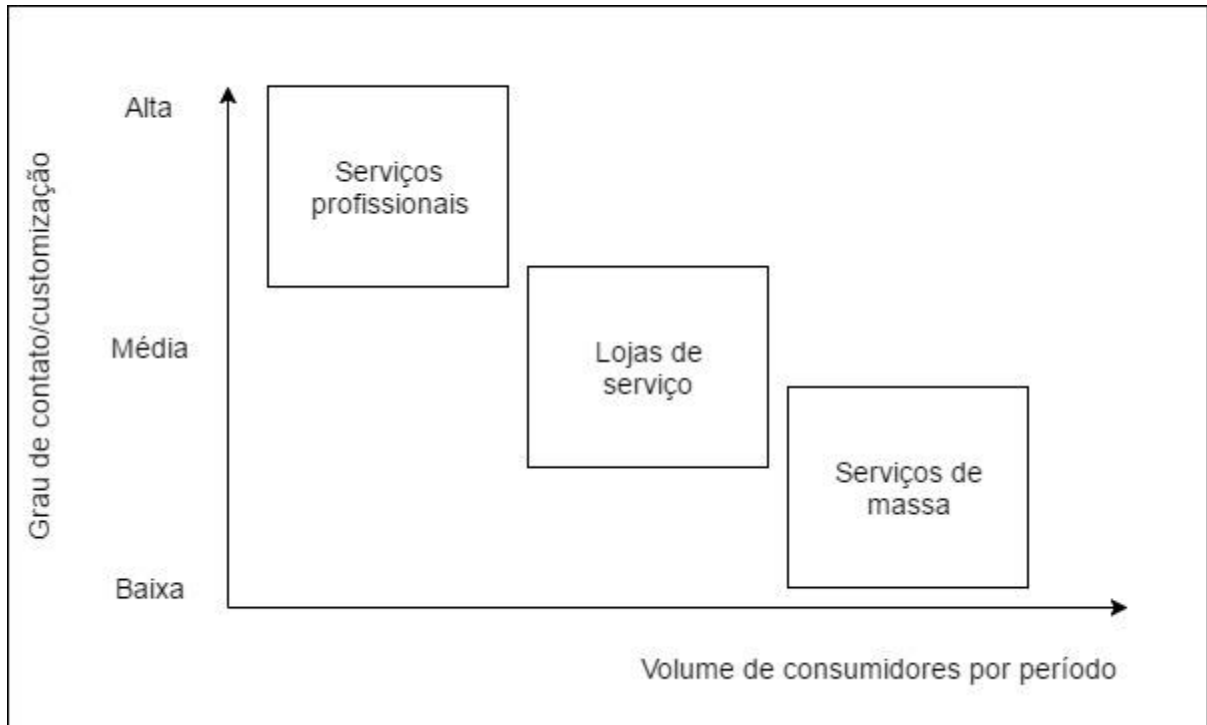 Alta
Serviços
profissionais
Grau de contato/customização
Média
Lojas de
serviço
Serviços de
massa
Baixa
Volume de consumidores por período